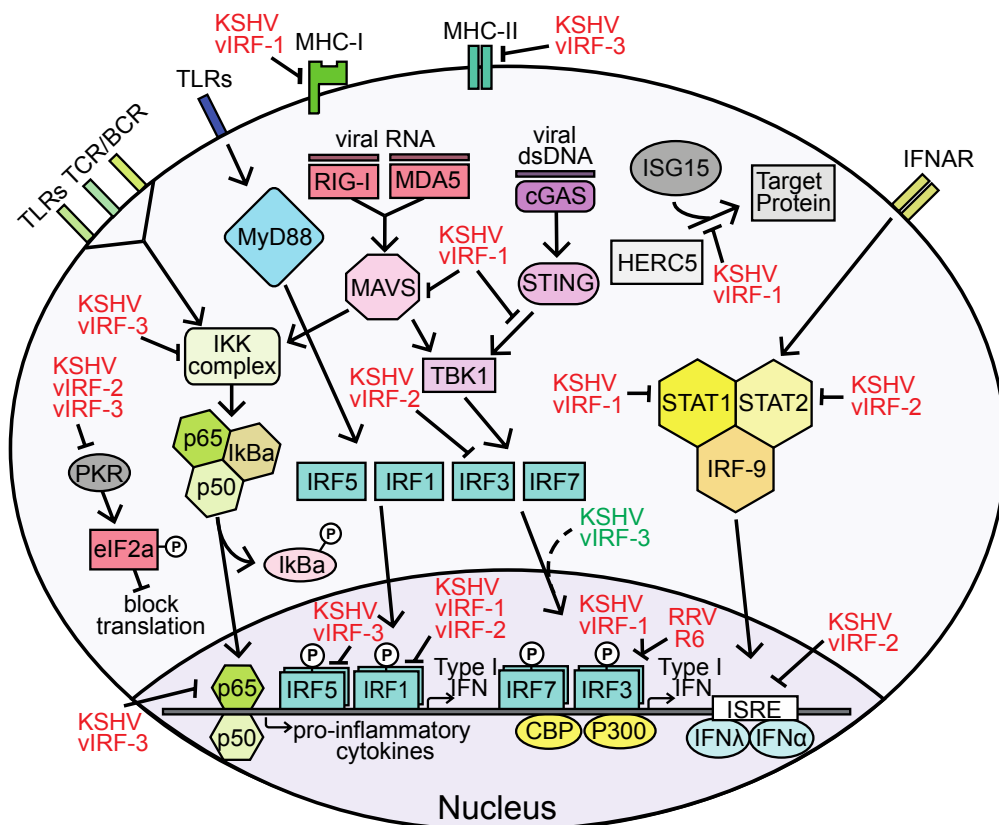 KSHV
vIRF-1
MHC-I
MHC-II
KSHV
vIRF-3
TLRs
TLRs TCR/BCR
viral RNA
RIG-I
MDA5
viral
dsDNA
cGAS
ISG15
Target
Protein
IFNAR
MyD88
MAVS
KSHV
vIRF-1
STING
HERC5
KSHV
vIRF-1
KSHV
vIRF-3
IKK
complex
TBK1
KSHV
vIRF-2
vIRF-3
KSHV
vIRF-2
KSHV
vIRF-1
STAT1
STAT2
KSHV
vIRF-2
IRF-9
p65
IkBa
p50
PKR
IRF5
IRF1
IRF3
IRF7
eIF2a
P
IkBa
P
KSHV
vIRF-3
block
translation
KSHV
vIRF-3
KSHV
vIRF-1
vIRF-2
KSHV
vIRF-1
RRV
R6
KSHV
vIRF-2
P
P
P
P
p65
IRF5
IRF1
Type I
IFN
IRF7
IRF3
Type I
IFN
ISRE
KSHV
vIRF-3
p50
pro-inflammatory
cytokines
CBP
P300
IFNλ
IFNα
Nucleus